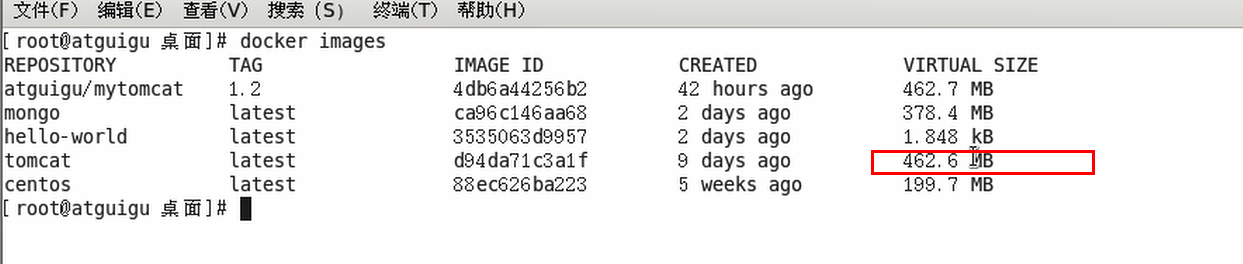 文件(F) 编辑(E) 查看(V) 搜索 (S) 终端(T) 帮助(H)
[root@atguigu 桌面]# docker images
REPOSITORY TAG IMAGE ID CREATED VIRTUAL SIZE
atguigu/mytomcat 1.2 4db6a44256b2 42 hours ago 462.7 MB
mongo latest ca96c146aa68 2 days ago 378.4 MB
hello-world latest 3535063d9957 2 days ago 1.848 kB
tomcat latest d94da71c3a1f 9 days ago 462.6 MB
centos latest 88ec626ba223 5 weeks ago 199.7 MB
[root@atguigu 桌面]#